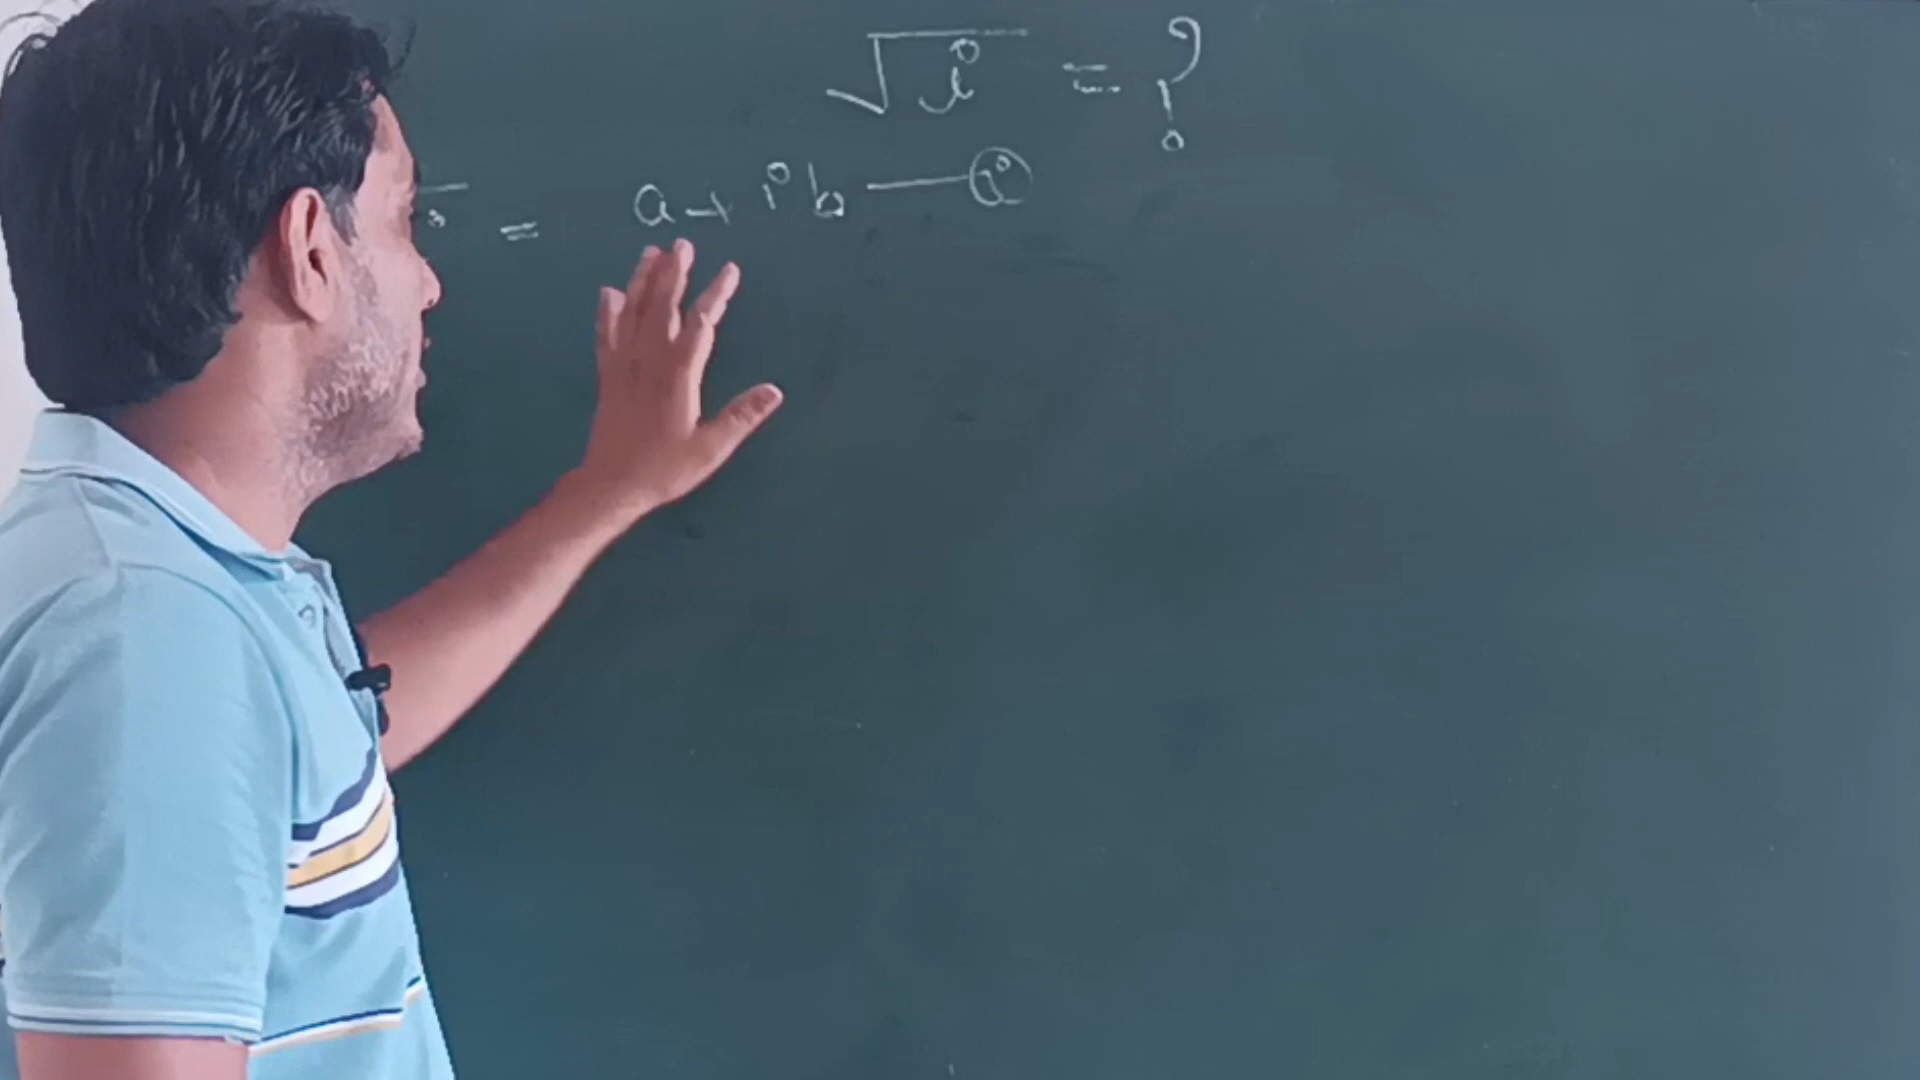 √i = ?
= a + ib — (i)